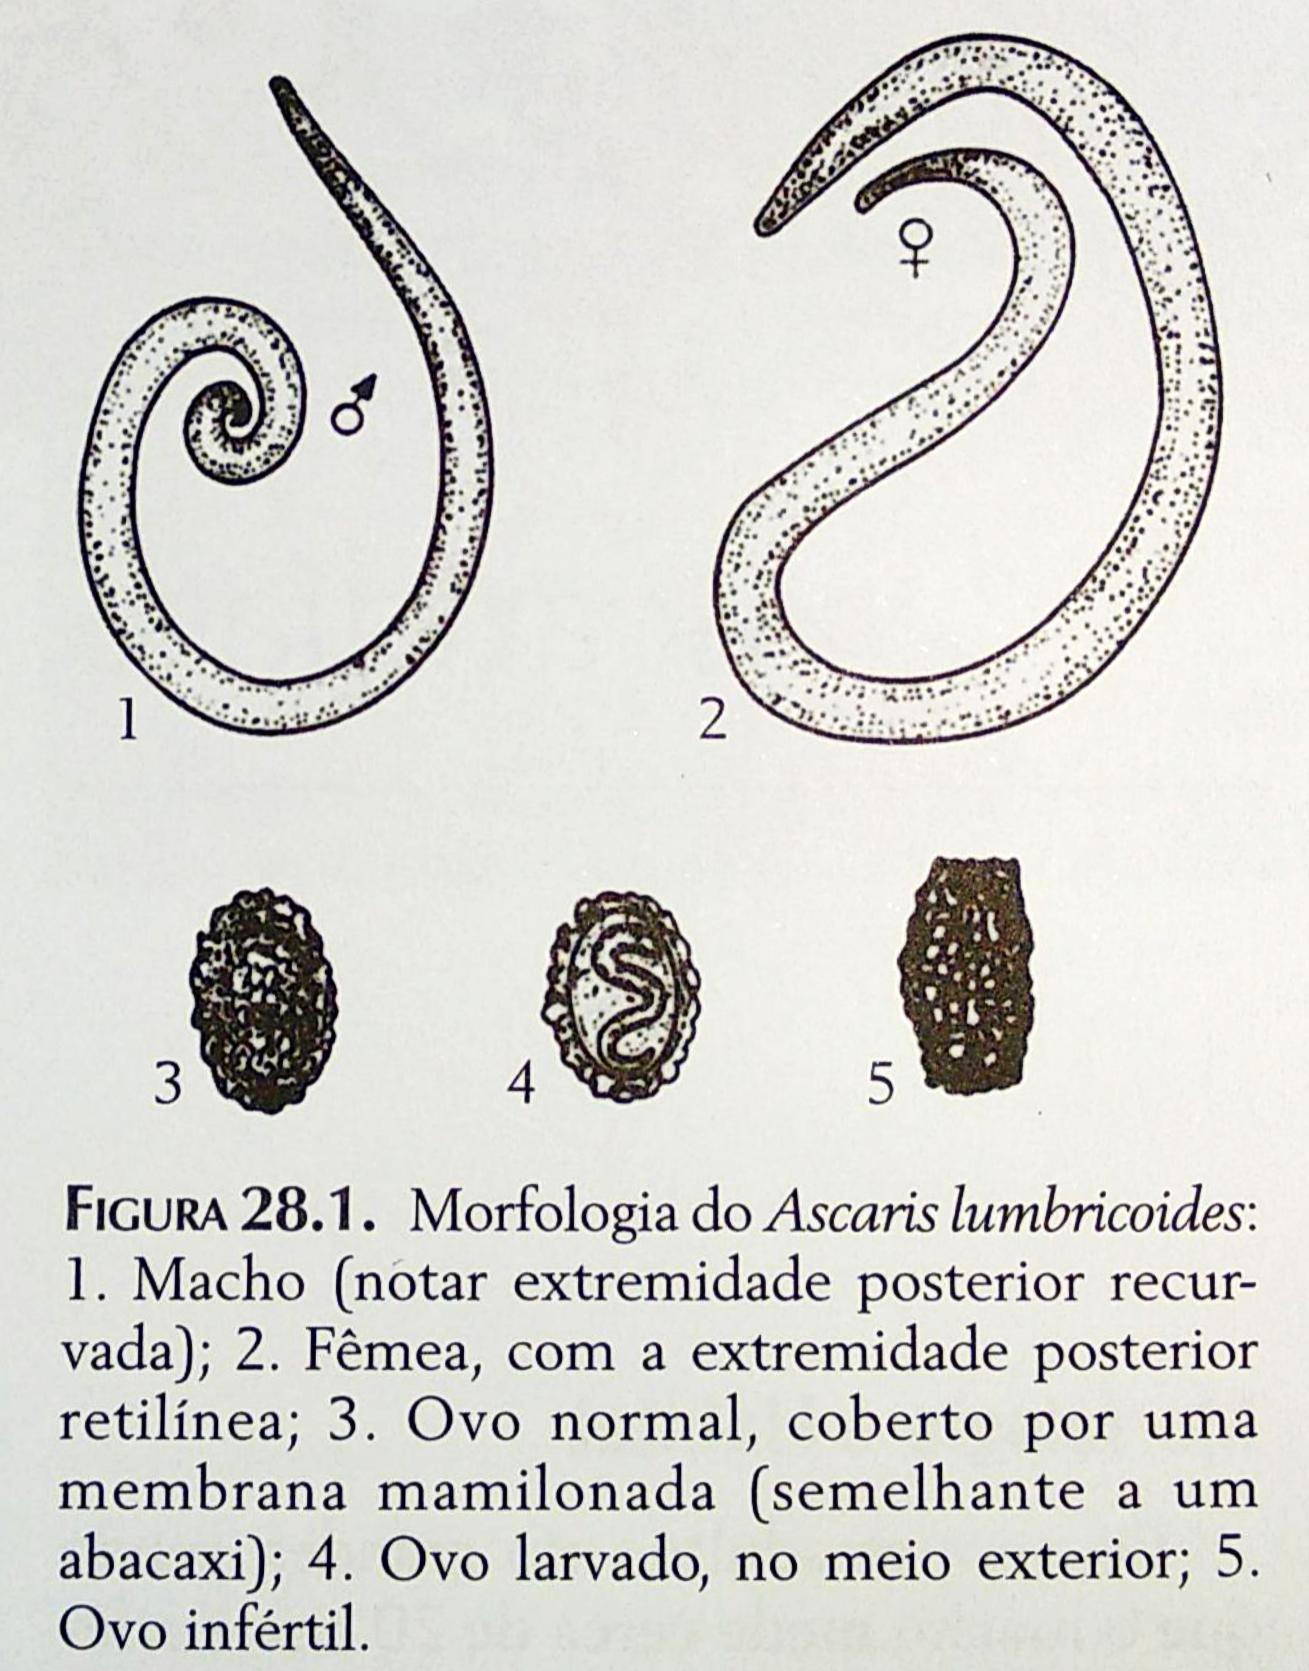 ♂
♀
1
2
3
4
5
FIGURA 28.1. Morfologia do Ascaris lumbricoides:
1. Macho (notar extremidade posterior recur-
vada); 2. Fêmea, com a extremidade posterior
retilínea; 3. Ovo normal, coberto por uma
membrana mamilonada (semelhante a um
abacaxi); 4. Ovo larvado, no meio exterior; 5.
Ovo infértil.